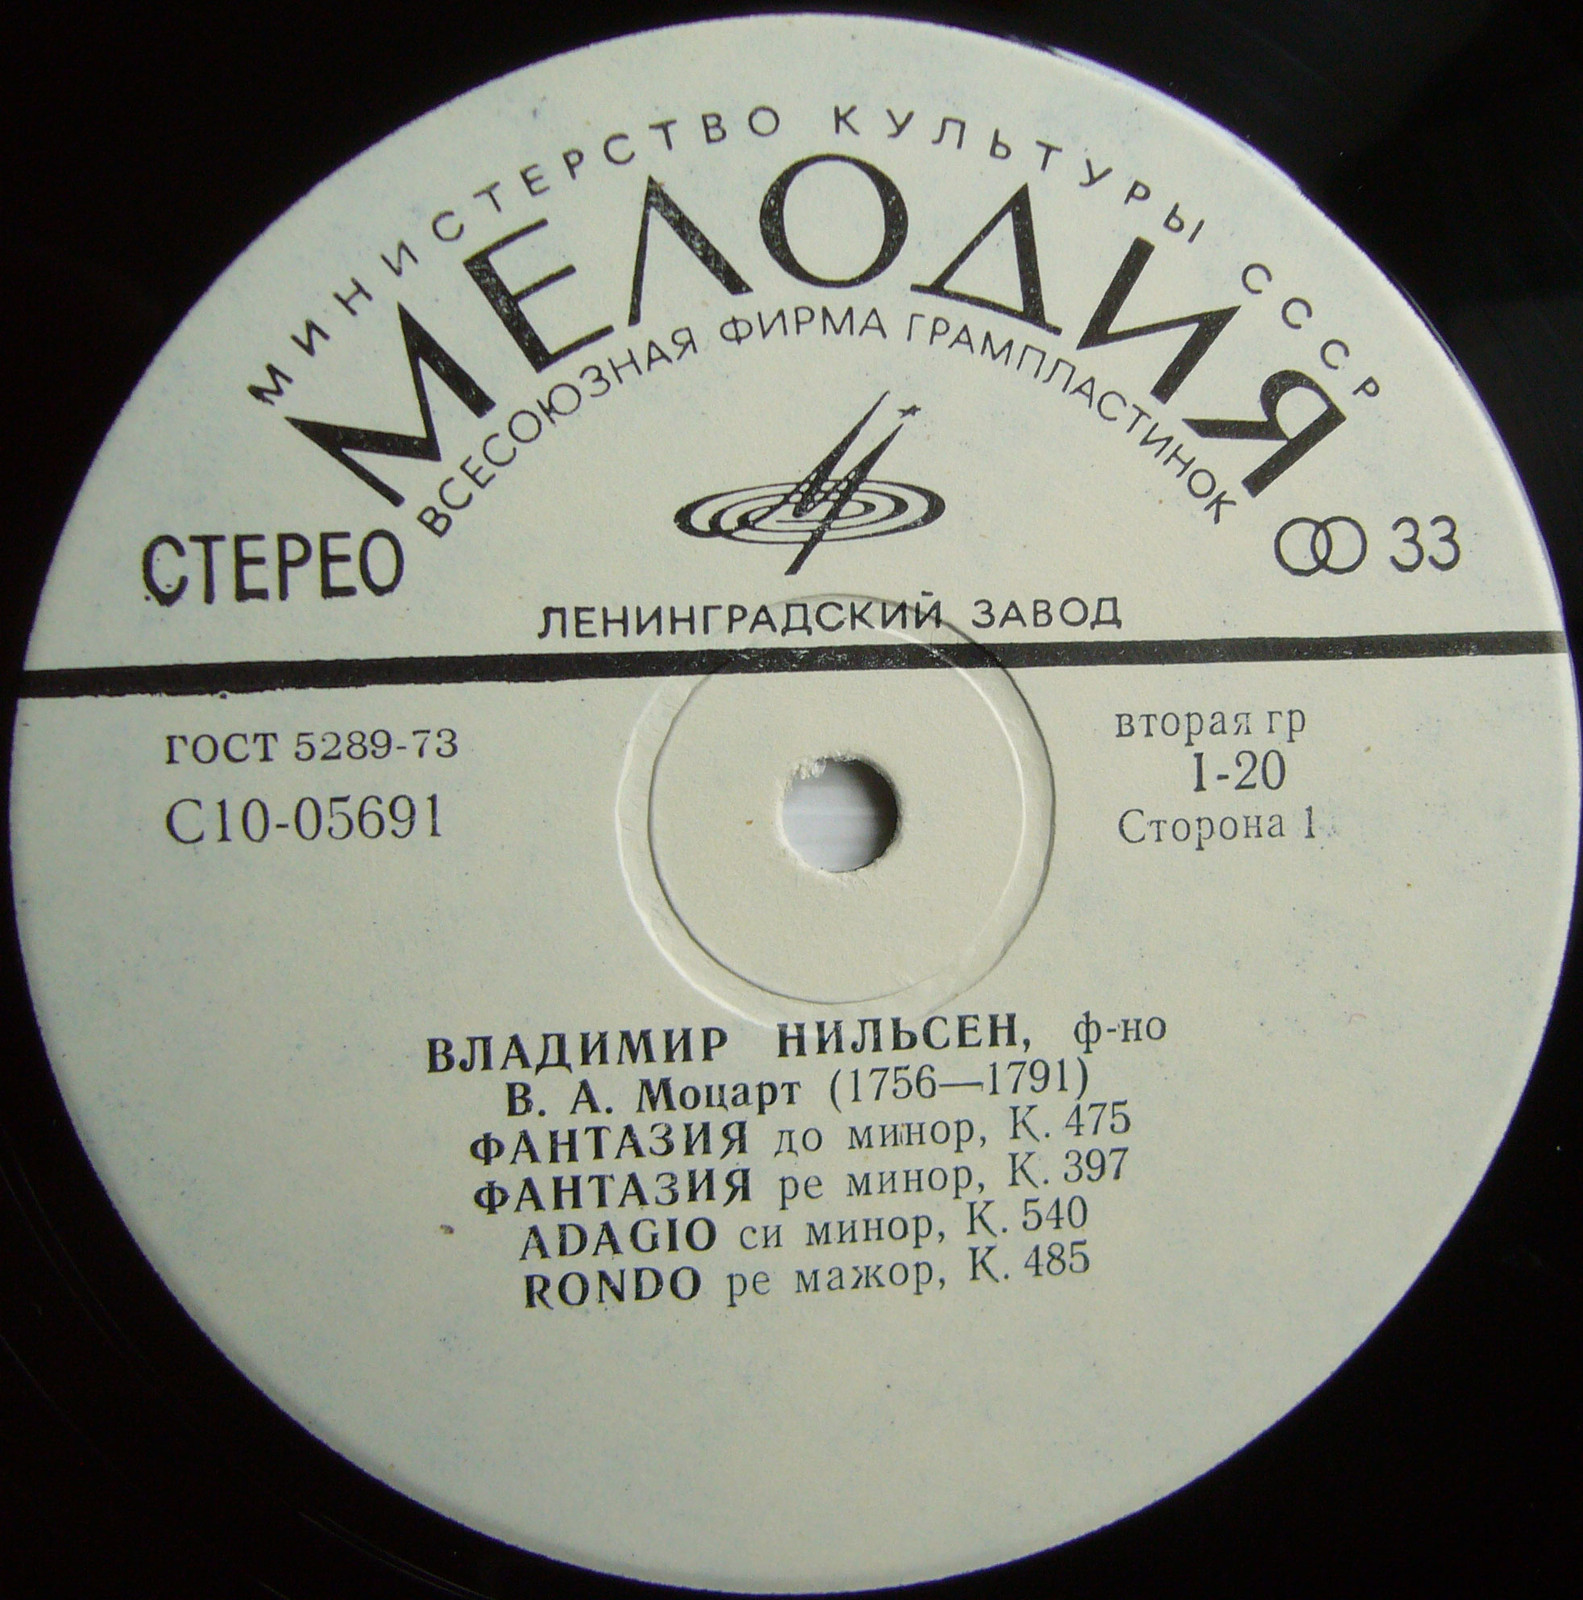 МИНИСТЕРСТВО КУЛЬТУРЫ СССР
МЕЛОДИЯ
ВСЕСОЮЗНАЯ ФИРМА ГРАМПЛАСТИНОК
СТЕРЕО
33
ЛЕНИНГРАДСКИЙ ЗАВОД
ГОСТ 5289-73
С10-05691
вторая гр
1-20
Сторона 1
ВЛАДИМИР НИЛЬСЕН, ф-но
В. А. Моцарт (1756—1791)
ФАНТАЗИЯ до минор, К. 475
ФАНТАЗИЯ ре минор, К. 397
ADAGIO си минор, К. 540
RONDO ре мажор, К. 485